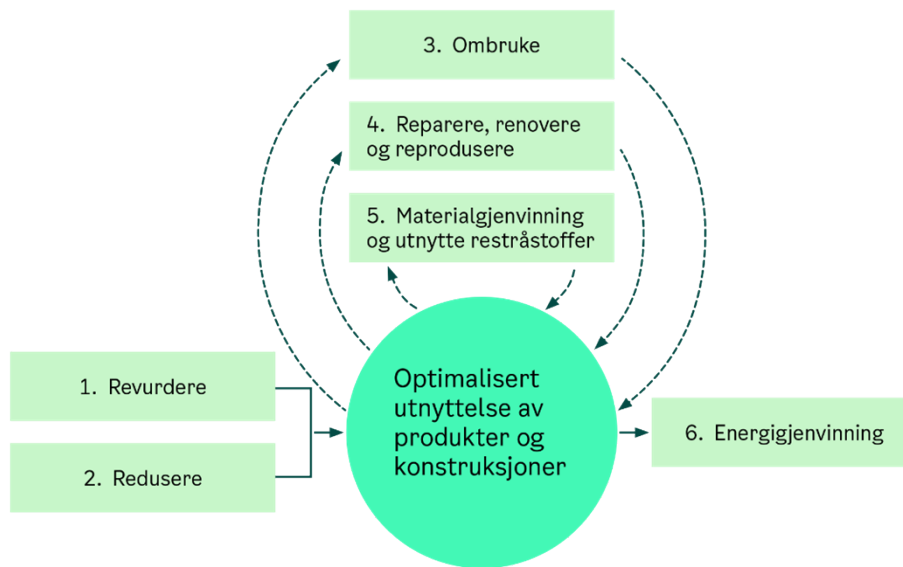 3. Ombruke
4. Reparere, renovere
og reprodusere
5. Materialgjenvinning
og utnytte restråstoffer
1. Revurdere
2. Redusere
Optimalisert
utnyttelse av
produkter og
konstruksjoner
6. Energigjenvinning